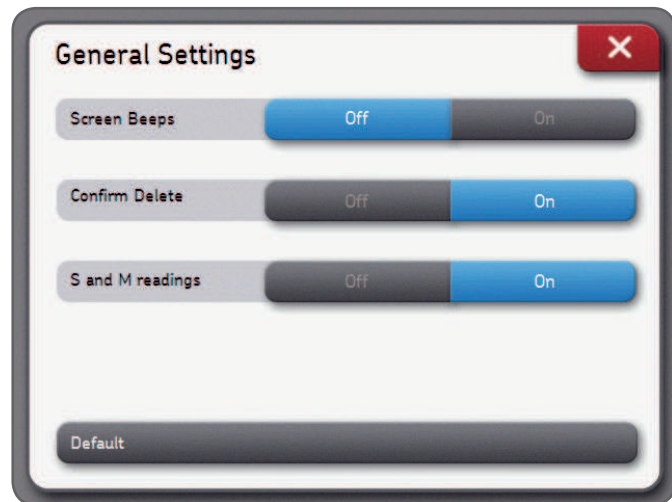 General Settings
Screen Beeps Off On
Confirm Delete Off On
S and M readings Off On
Default